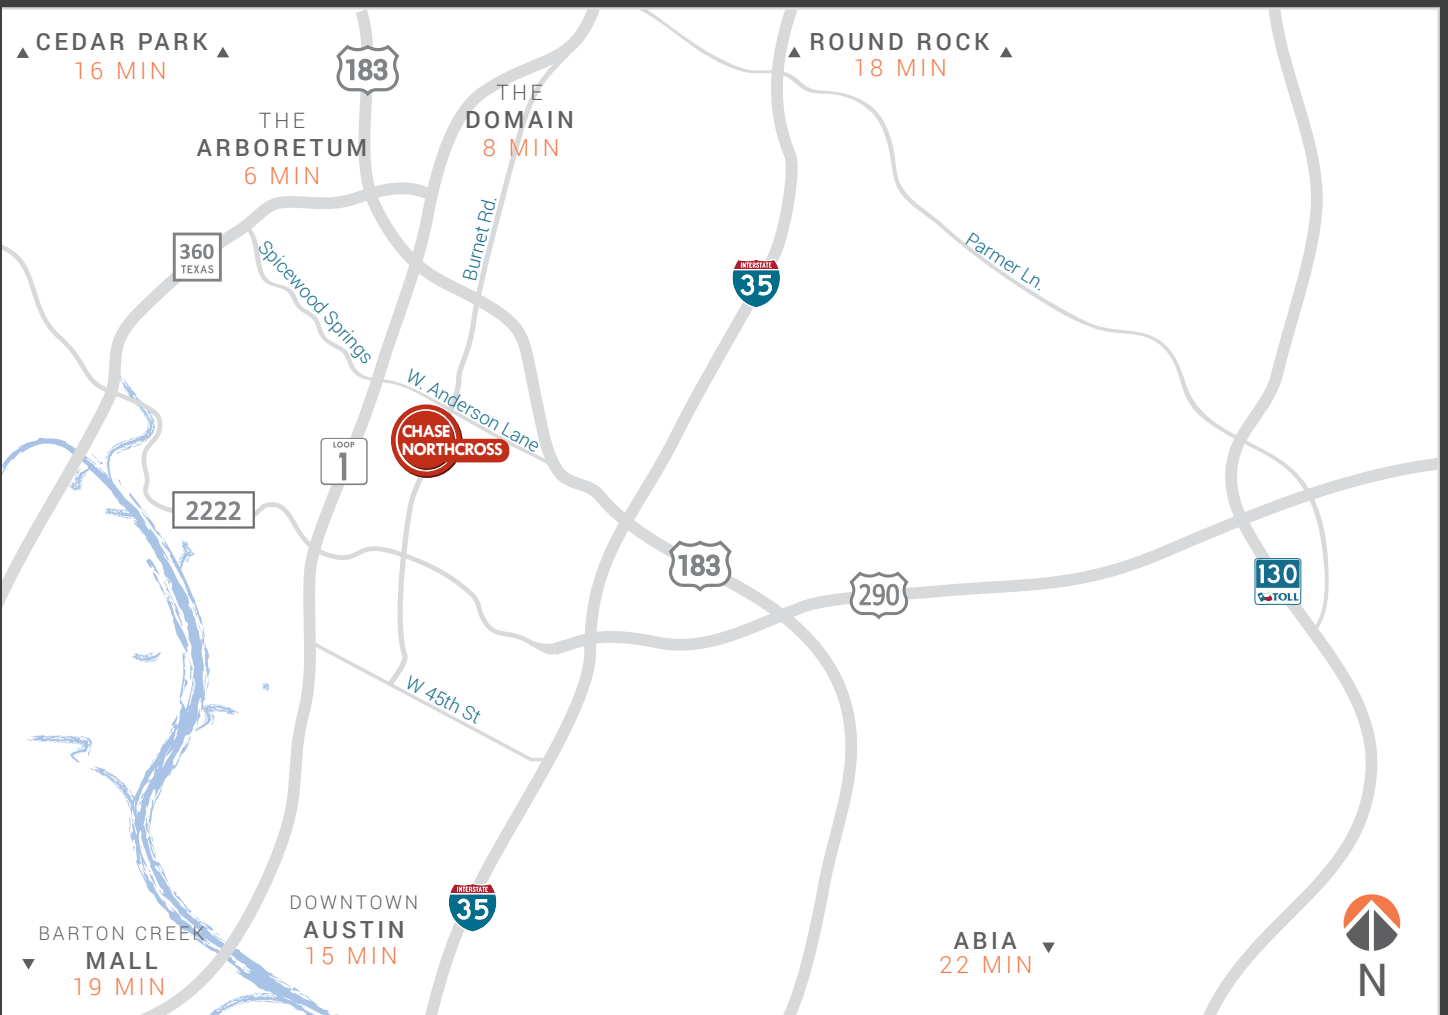 CEDAR PARK
16 MIN
183
ROUND ROCK
18 MIN
THE
DOMAIN
8 MIN
THE
ARBORETUM
6 MIN
360
TEXAS
Spicewood Springs
Burnet Rd.
Parmer Ln.
INTERSTATE
35
W. Anderson Lane
CHASE
NORTHCROSS
LOOP
1
2222
183
290
130
TOLL
W 45th St
INTERSTATE
35
DOWNTOWN
AUSTIN
15 MIN
BARTON CREEK
MALL
19 MIN
ABIA
22 MIN
N